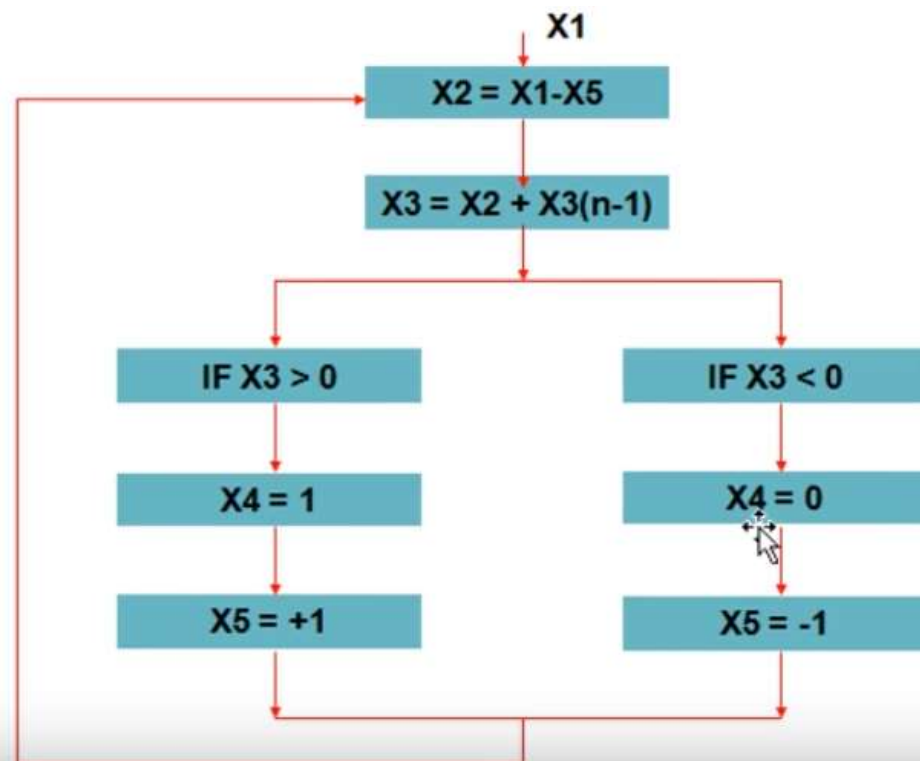 X1
X2 = X1-X5
X3 = X2 + X3(n-1)
IF X3 > 0
IF X3 < 0
X4 = 1
X4 = 0
X5 = +1
X5 = -1